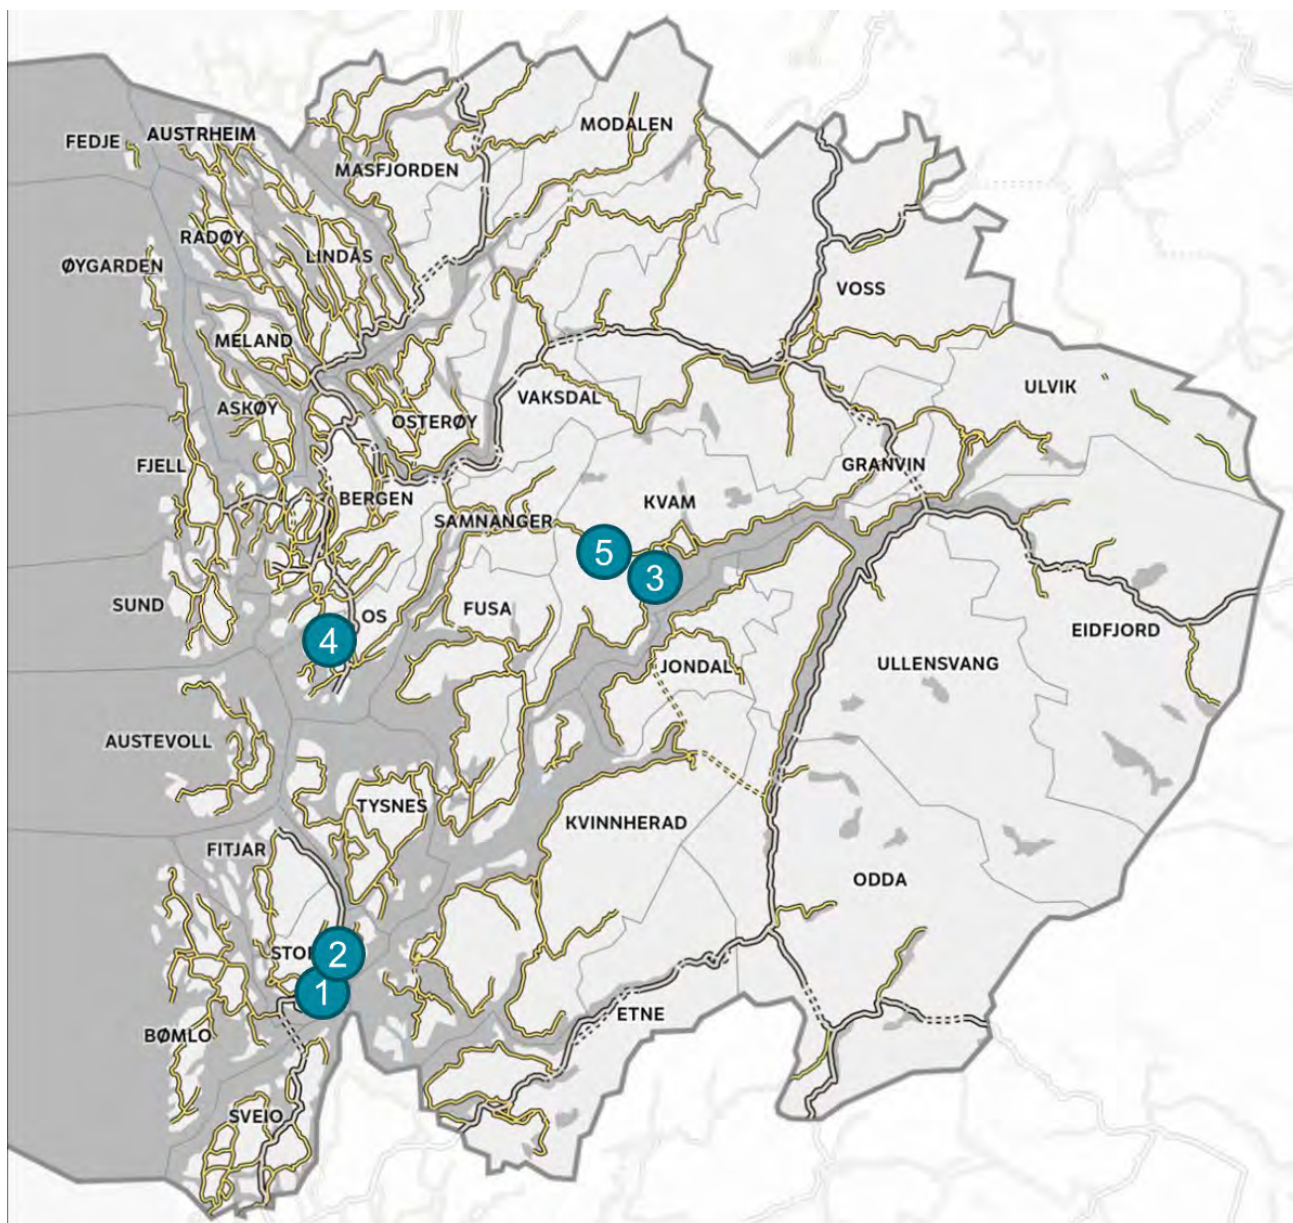 MODALEN
AUSTRHEIM
FEDJE
MASFJORDEN
RADØY
LINDÅS
ØYGARDEN
VOSS
MELAND
ULVIK
VAKSDAL
ASKØY
OSTERØY
FJELL
GRANVIN
BERGEN
KVAM
SAMNANGER
5
3
SUND
FUSA
OS
EIDFJORD
4
ULLENSVANG
JONDAL
AUSTEVOLL
TYSNES
KVINNHERAD
FITJAR
ODDA
2
1
ETNE
BØMLO
SVEIO